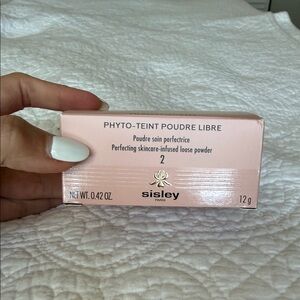 PHYTO-TEINT POUDRE LIBRE
Poudre soin perfectrice
Perfecting skincare-infused loose powder
2
sisley
PARIS
NET WT. 0.42 OZ. 12 g